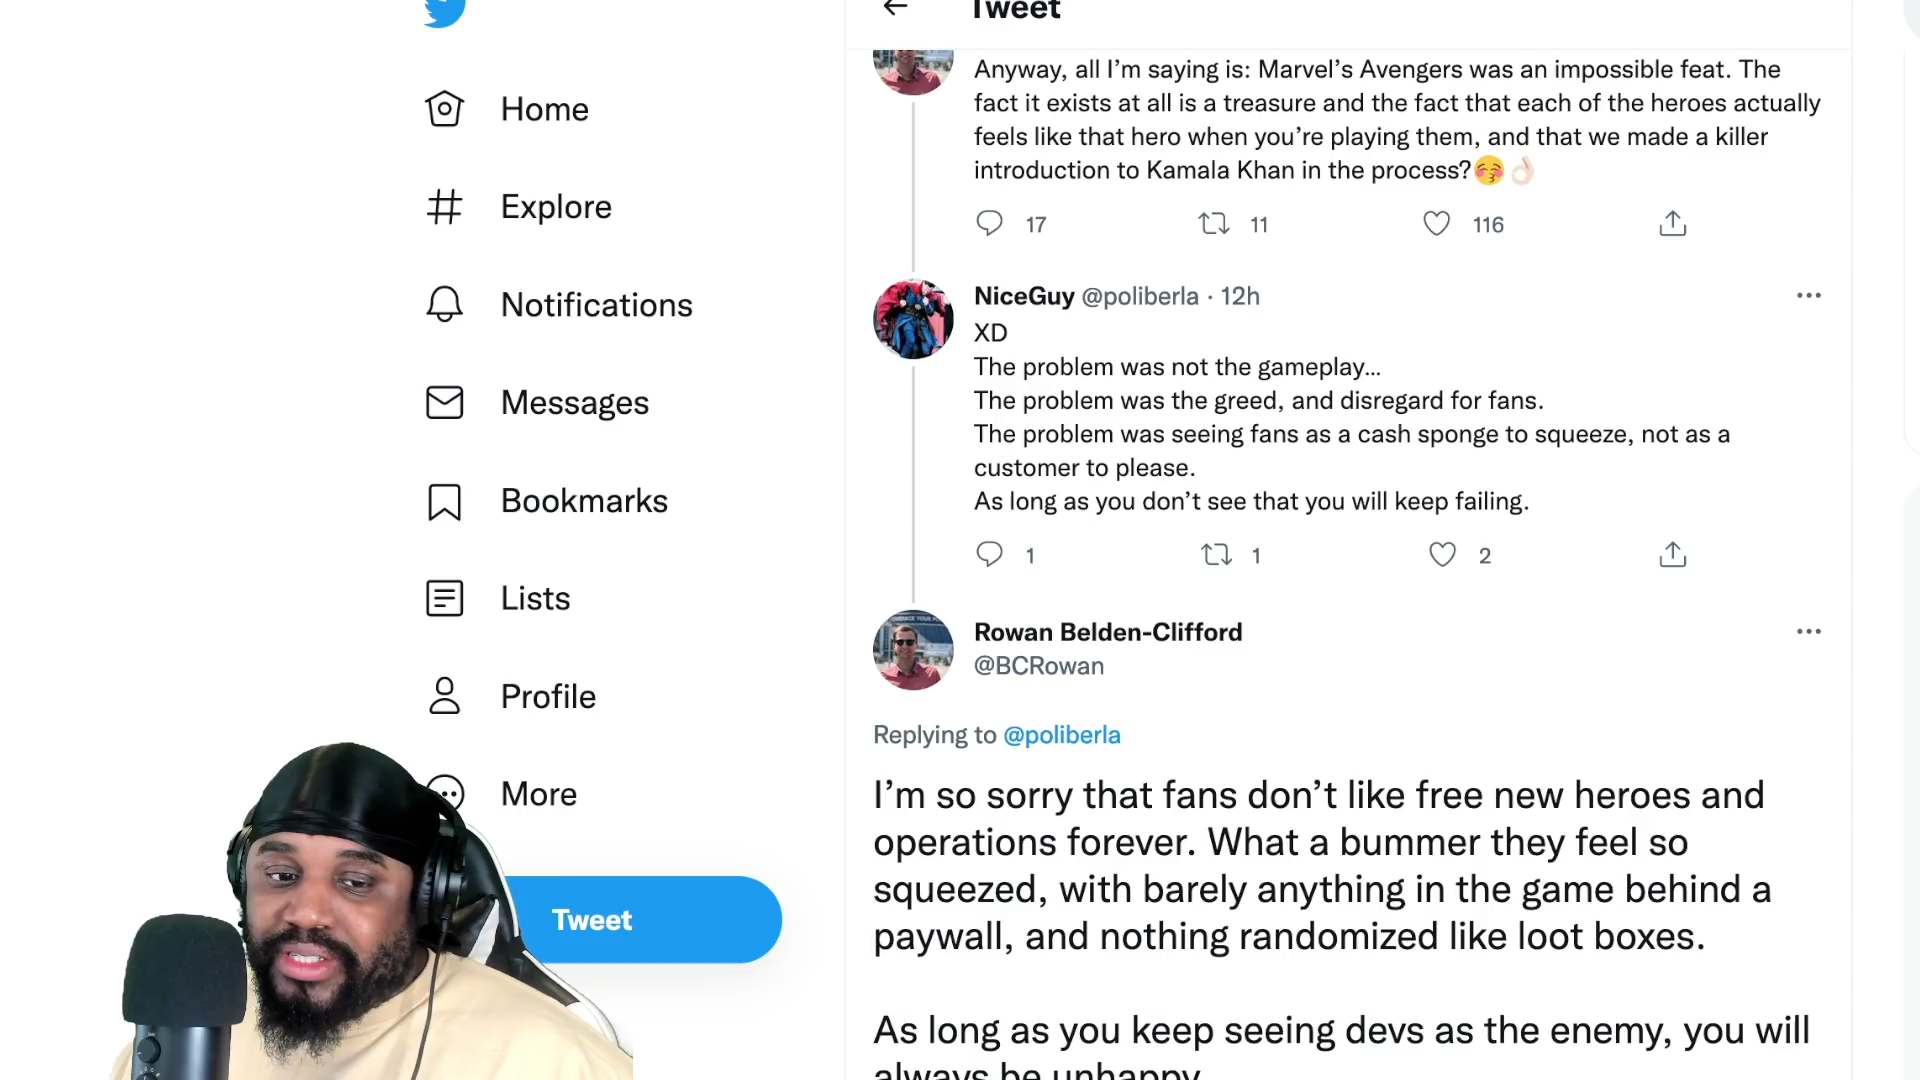 Tweet
Home
Explore
Notifications
Messages
Bookmarks
Lists
Profile
More
Tweet
Anyway, all I’m saying is: Marvel’s Avengers was an impossible feat. The
fact it exists at all is a treasure and the fact that each of the heroes actually
feels like that hero when you’re playing them, and that we made a killer
introduction to Kamala Khan in the process?😚👌🏻
17 11 116
NiceGuy @poliberla · 12h
XD
The problem was not the gameplay...
The problem was the greed, and disregard for fans.
The problem was seeing fans as a cash sponge to squeeze, not as a
customer to please.
As long as you don’t see that you will keep failing.
1 1 2
Rowan Belden-Clifford
@BCRowan
Replying to @poliberla
I’m so sorry that fans don’t like free new heroes and
operations forever. What a bummer they feel so
squeezed, with barely anything in the game behind a
paywall, and nothing randomized like loot boxes.
As long as you keep seeing devs as the enemy, you will
always be unhappy